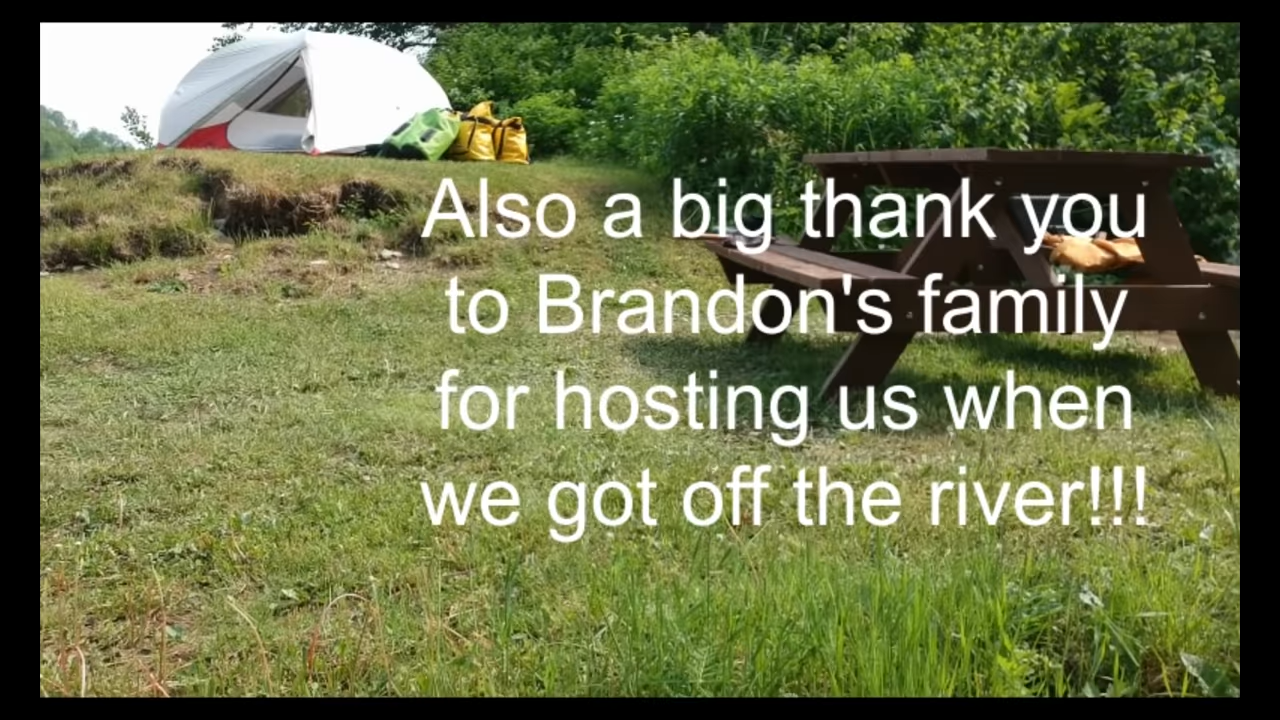 Also a big thank you
to Brandon's family
for hosting us when
we got off the river!!!